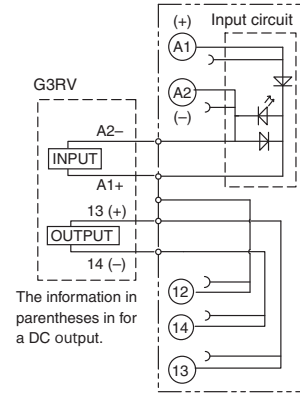 (+)
Input circuit
A1
G3RV
A2
(–)
A2–
INPUT
A1+
13 (+)
OUTPUT
14 (–)
12
14
13
The information in
parentheses in for
a DC output.